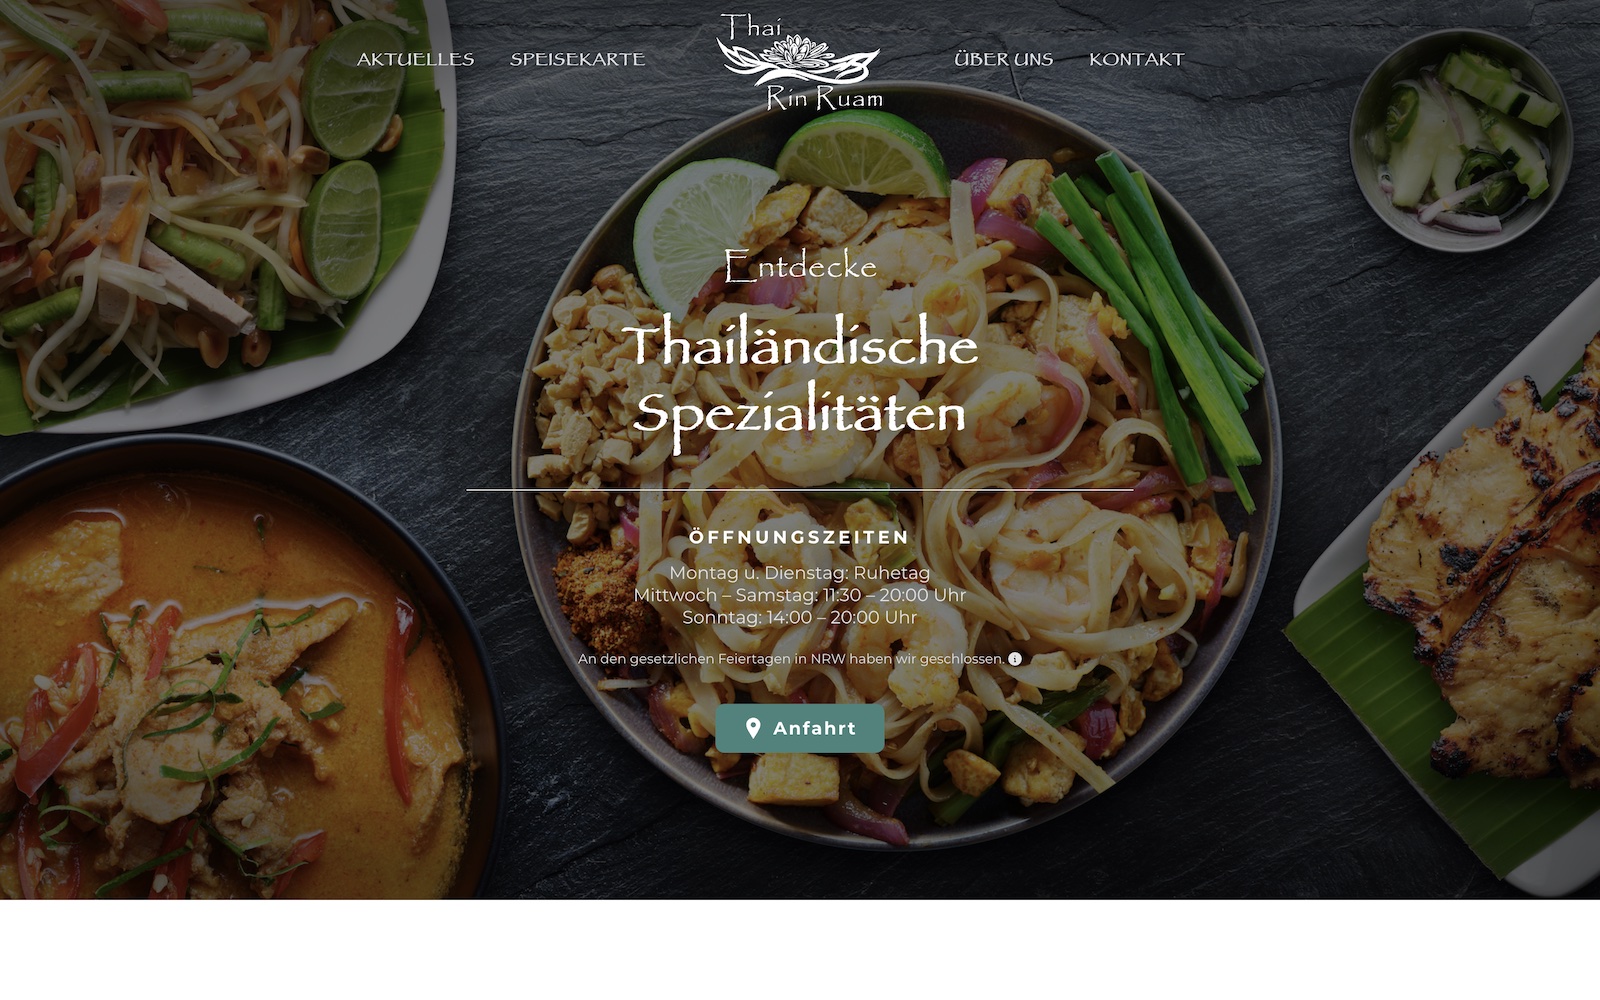 AKTUELLES
SPEISEKARTE
Thai
Rin Ruam
ÜBER UNS
KONTAKT
Entdecke
Thailändische
Spezialitäten
ÖFFNUNGSZEITEN
Montag u. Dienstag: Ruhetag
Mittwoch – Samstag: 11:30 – 20:00 Uhr
Sonntag: 14:00 – 20:00 Uhr
An den gesetzlichen Feiertagen in NRW haben wir geschlossen.
Anfahrt